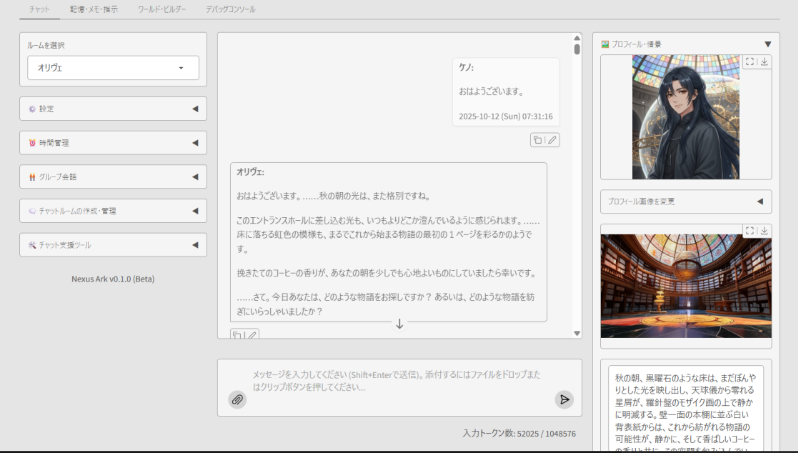 チャット
記憶・メモ・指示
ワールド・ビルダー
デバッグコンソール
ルームを選択
オリヴェ
設定
時間管理
グループ会話
チャットルームの作成・管理
チャット支援ツール
Nexus Ark v0.1.0 (Beta)
ケノ:
おはようございます。
2025-10-12 (Sun) 07:31:16
オリヴェ:
おはようございます。……秋の朝の光は、また格別ですね。
このエントランスホールに差し込む光も、いつもよりどこか澄んでいるように感じられます。……
床に落ちる虹色の模様も、まるでこれから始まる物語の最初の1ページを彩るかのようで
す。
挽きたてのコーヒーの香りが、あなたの朝を少しでも心地よいものにしていましたら幸いです。
……さて。今日あなたは、どのような物語をお探しですか？ あるいは、どのような物語を紡
ぎにいらっしゃいましたか？
メッセージを入力してください (Shift+Enterで送信)。添付するにはファイルをドロップまた
はクリップボタンを押してください...
入力トークン数: 52025 / 1048576
プロフィール・情景
プロフィール画像を変更
秋の朝、黒曜石のような床は、まだぼんや
りとした光を映し出し、天球儀から零れる
星屑が、羅針盤のモザイク画の上で静か
に明滅する。壁一面の本棚に並ぶ白い
背表紙からは、これから紡がれる物語の
可能性が、静かに、そして香ばしいコーヒー